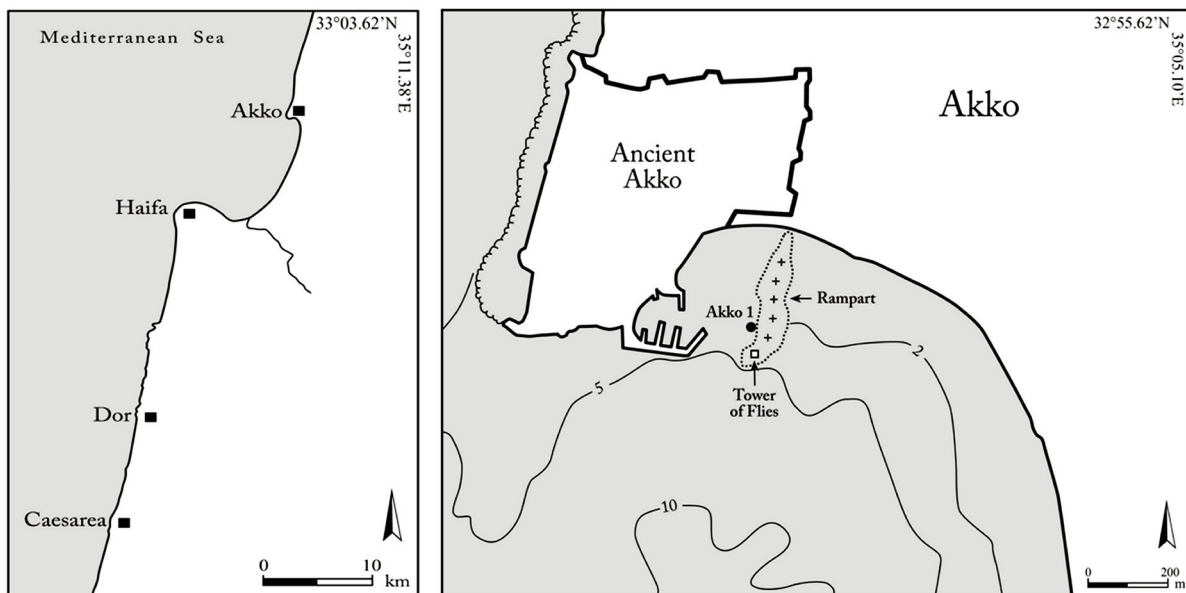 Mediterranean Sea
33°03.62'N
35°11.38'E
Akko
Haifa
Dor
Caesarea
0 10
km
32°55.62'N
35°05.10'E
Akko
Ancient
Akko
Akko 1
Rampart
Tower
of Flies
2
5
10
0 200
m